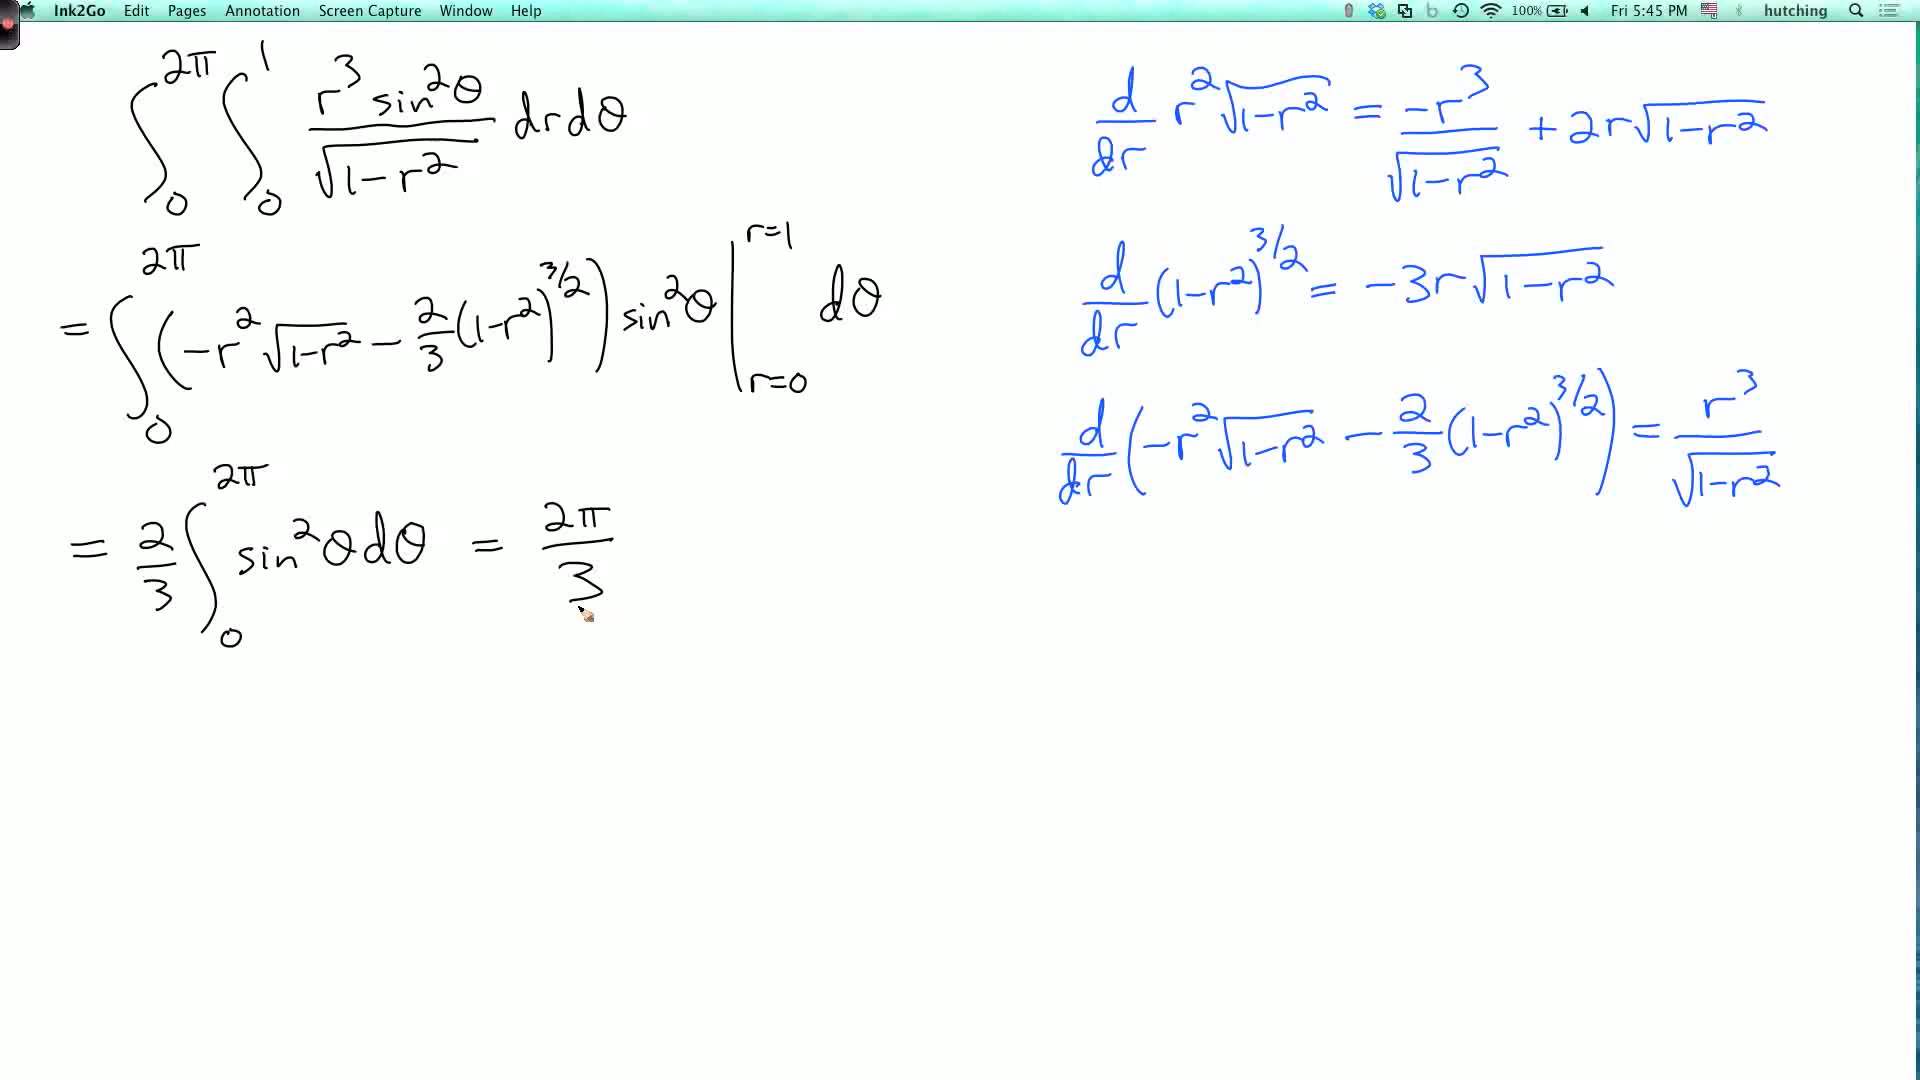 Ink2Go Edit Pages Annotation Screen Capture Window Help 100% Fri 5:45 PM hutching
∫₀^2π ∫₀^1 r³ sin²θ / √(1-r²) dr dθ
= ∫₀^2π (-r² √(1-r²) - 2/3 (1-r²)^3/2) sin²θ |_{r=0}^{r=1} dθ
= 2/3 ∫₀^2π sin²θ dθ = 2π/3
d/dr r² √(1-r²) = -r³/√(1-r²) + 2r√(1-r²)
d/dr (1-r²)^3/2 = -3r√(1-r²)
d/dr (-r² √(1-r²) - 2/3 (1-r²)^3/2) = r³/√(1-r²)